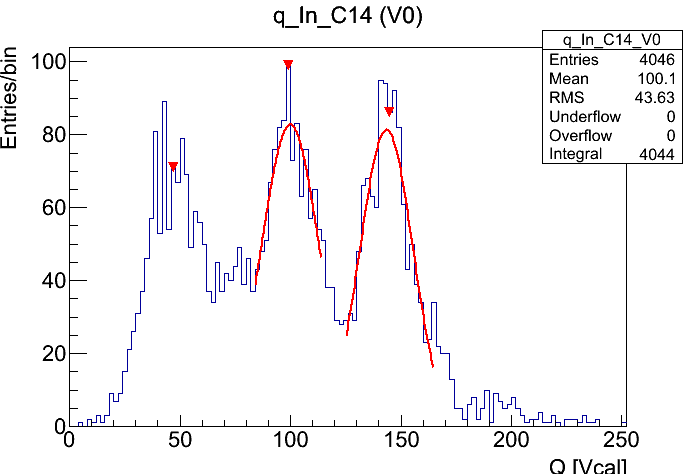 q_In_C14 (V0)
q_In_C14_V0
Entries 4046
Mean 100.1
RMS 43.63
Underflow 0
Overflow 0
Integral 4044
Entries/bin
100
80
60
40
20
0
0 50 100 150 200 250
Q [Vcal]